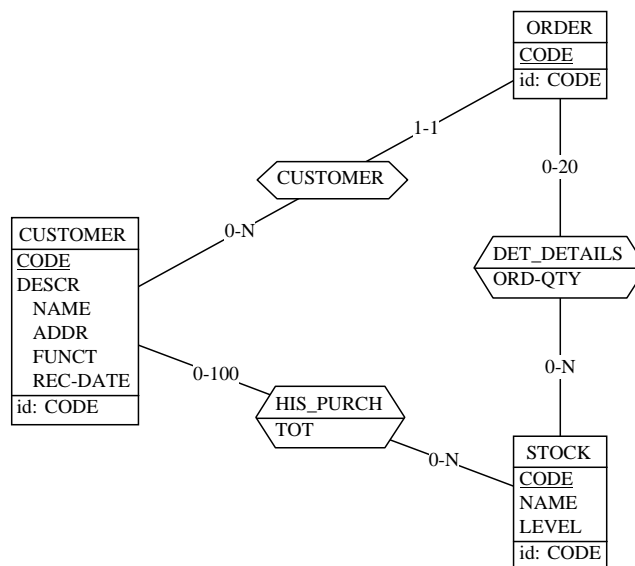 ORDER
CODE
id: CODE
1-1
0-20
CUSTOMER
CUSTOMER
CODE
DESCR
NAME
ADDR
FUNCT
REC-DATE
id: CODE
0-N
DET_DETAILS
ORD-QTY
0-100
0-N
HIS_PURCH
TOT
0-N
STOCK
CODE
NAME
LEVEL
id: CODE